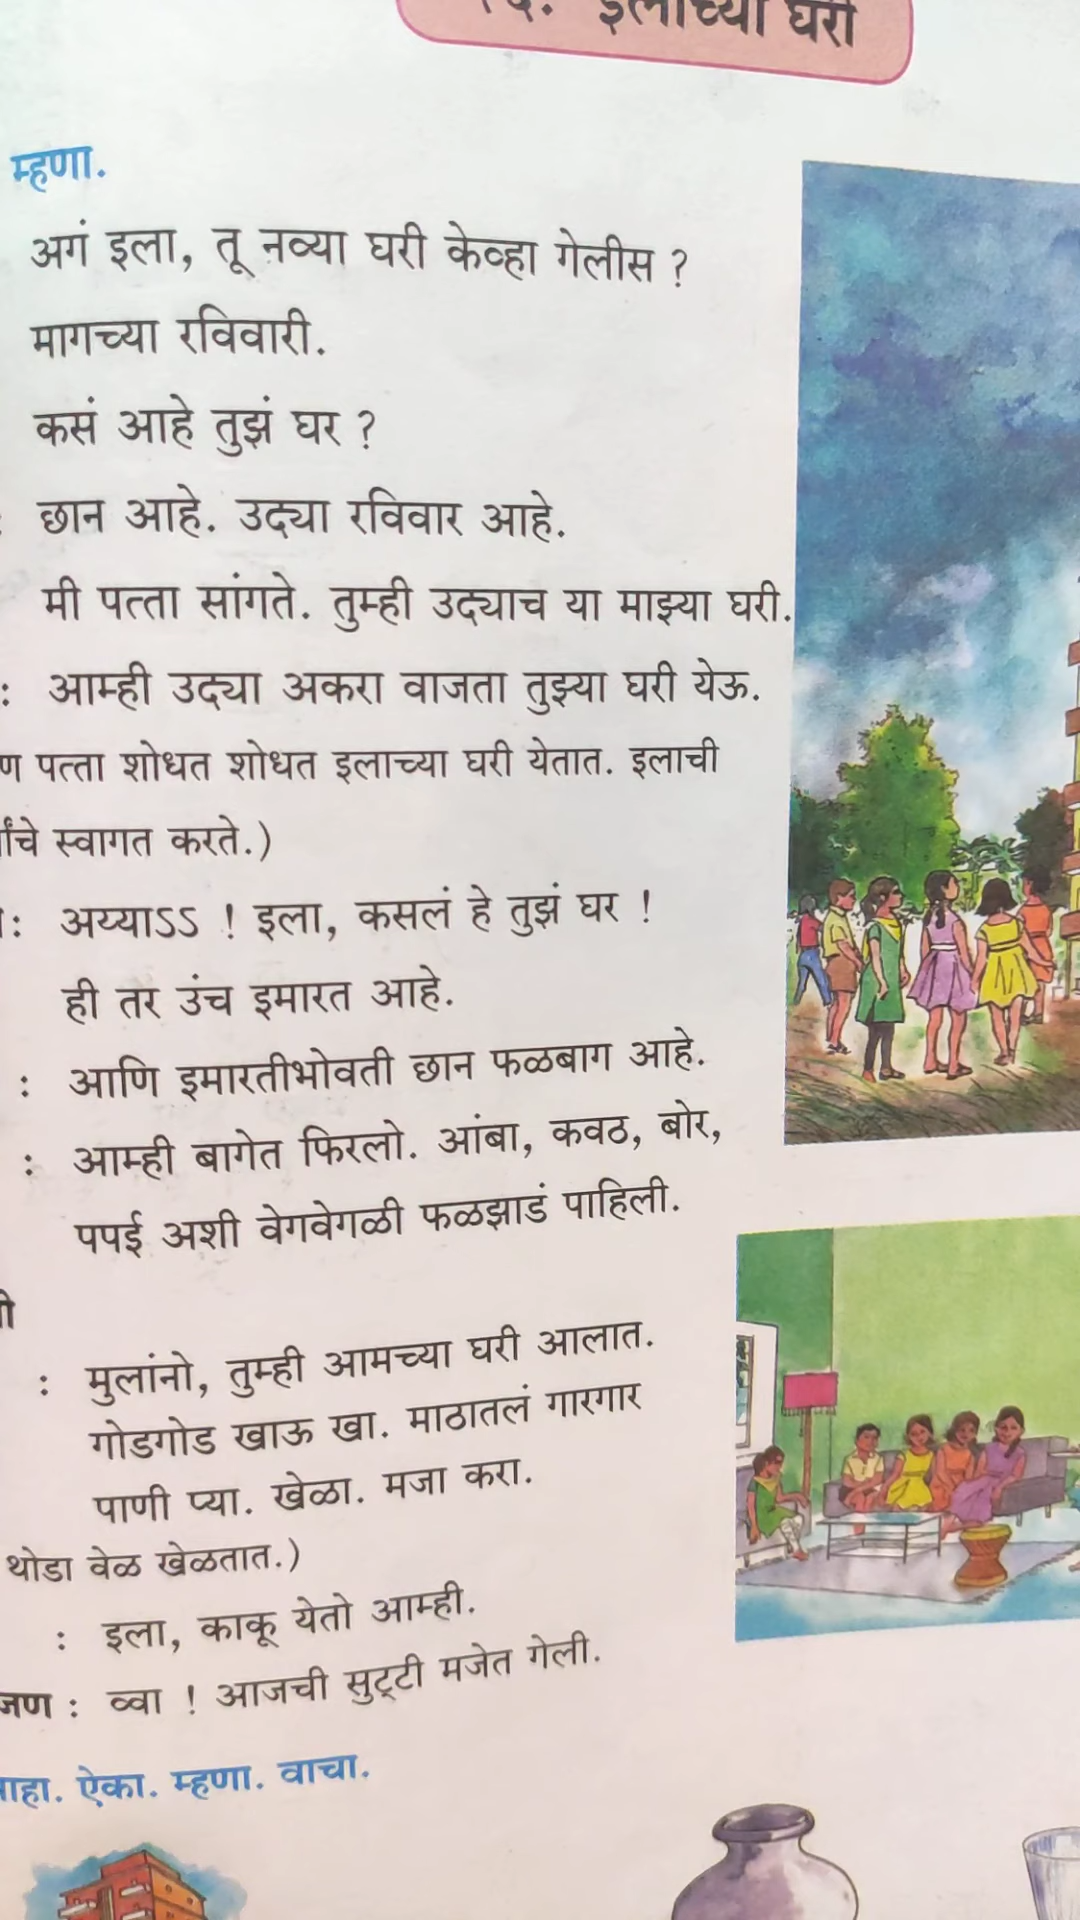 इलाच्या घरी
म्हणा.
अगं इला, तू नव्या घरी केव्हा गेलीस ?
मागच्या रविवारी.
कसं आहे तुझं घर ?
: छान आहे. उद्या रविवार आहे.
मी पत्ता सांगते. तुम्ही उद्याच या माझ्या घरी.
: आम्ही उद्या अकरा वाजता तुझ्या घरी येऊ.
पत्ता शोधत शोधत इलाच्या घरी येतात. इलाची
स्वागत करते.)
: अय्याऽऽ ! इला, कसलं हे तुझं घर !
ही तर उंच इमारत आहे.
: आणि इमारतीभोवती छान फळबाग आहे.
: आम्ही बागेत फिरलो. आंबा, कवठ, बोर,
पपई अशी वेगवेगळी फळझाडं पाहिली.
: मुलांनो, तुम्ही आमच्या घरी आलात.
गोडगोड खाऊ खा. माठातलं गारगार
पाणी प्या. खेळा. मजा करा.
थोडा वेळ खेळतात.)
: इला, काकू येतो आम्ही.
जण : व्वा ! आजची सुट्टी मजेत गेली.
ऐका. म्हणा. वाचा.